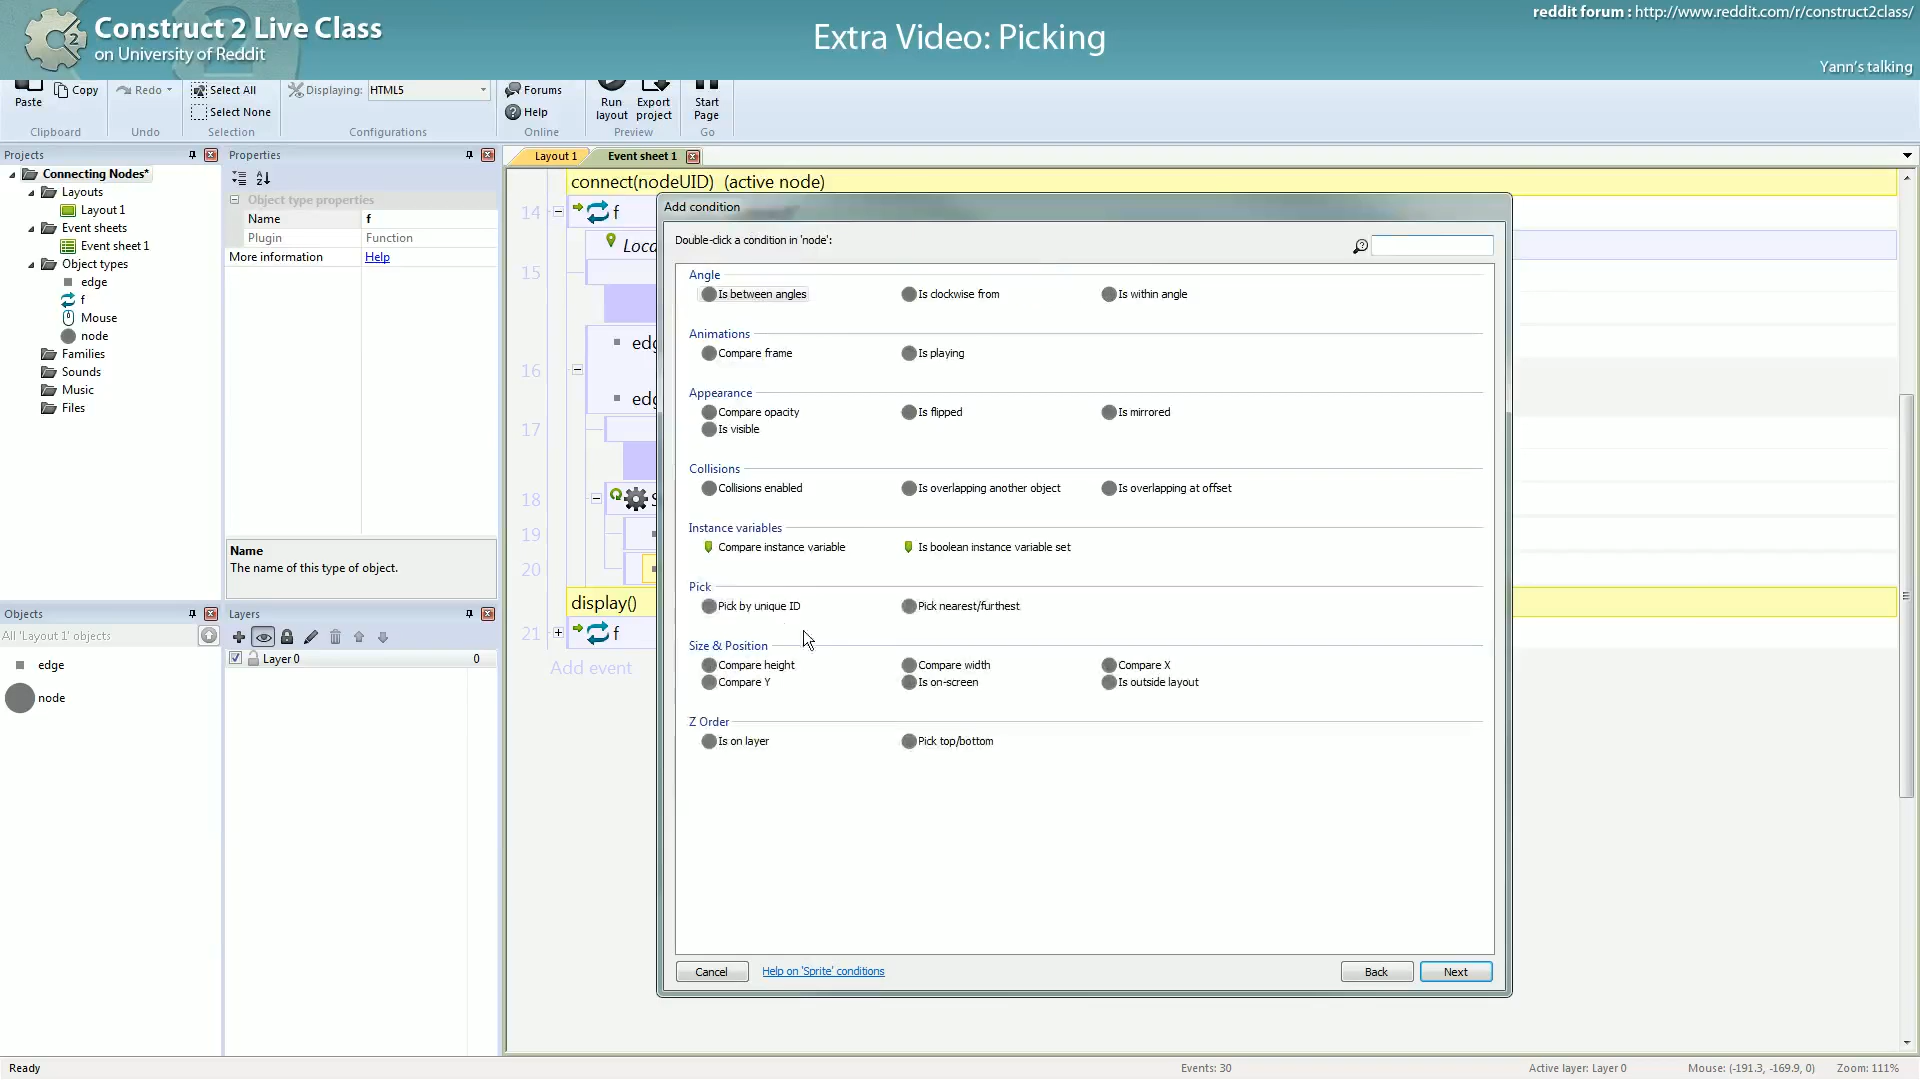 Construct 2 Live Class
on University of Reddit
2
Extra Video: Picking
reddit forum : http://www.reddit.com/r/construct2class/
Yann's talking
Paste
Copy
Clipboard
Redo
Undo
Select All
Select None
Selection
Displaying:
HTML5
Configurations
Forums
Help
Online
Run
layout
Export
project
Preview
Start
Page
Go
Projects
Connecting Nodes*
Layouts
Layout 1
Event sheets
Event sheet 1
Object types
edge
f
Mouse
node
Families
Sounds
Music
Files
Properties
Object type properties
Name
f
Plugin
Function
More information
Help
Name
The name of this type of object.
Objects
All 'Layout 1' objects
edge
node
Layers
Layer 0
0
Layout 1
Event sheet 1
connect(nodeUID) (active node)
14
f
Loca
15
16
edg
edg
17
18
S
19
20
display()
21
f
Add event
Add condition
Double-click a condition in 'node':
Angle
Is between angles
Is clockwise from
Is within angle
Animations
Compare frame
Is playing
Appearance
Compare opacity
Is flipped
Is mirrored
Is visible
Collisions
Collisions enabled
Is overlapping another object
Is overlapping at offset
Instance variables
Compare instance variable
Is boolean instance variable set
Pick
Pick by unique ID
Pick nearest/furthest
Size & Position
Compare height
Compare width
Compare X
Compare Y
Is on-screen
Is outside layout
Z Order
Is on layer
Pick top/bottom
Cancel
Help on 'Sprite' conditions
Back
Next
Ready
Events: 30
Active layer: Layer 0
Mouse: (-191.3, -169.9, 0)
Zoom: 111%